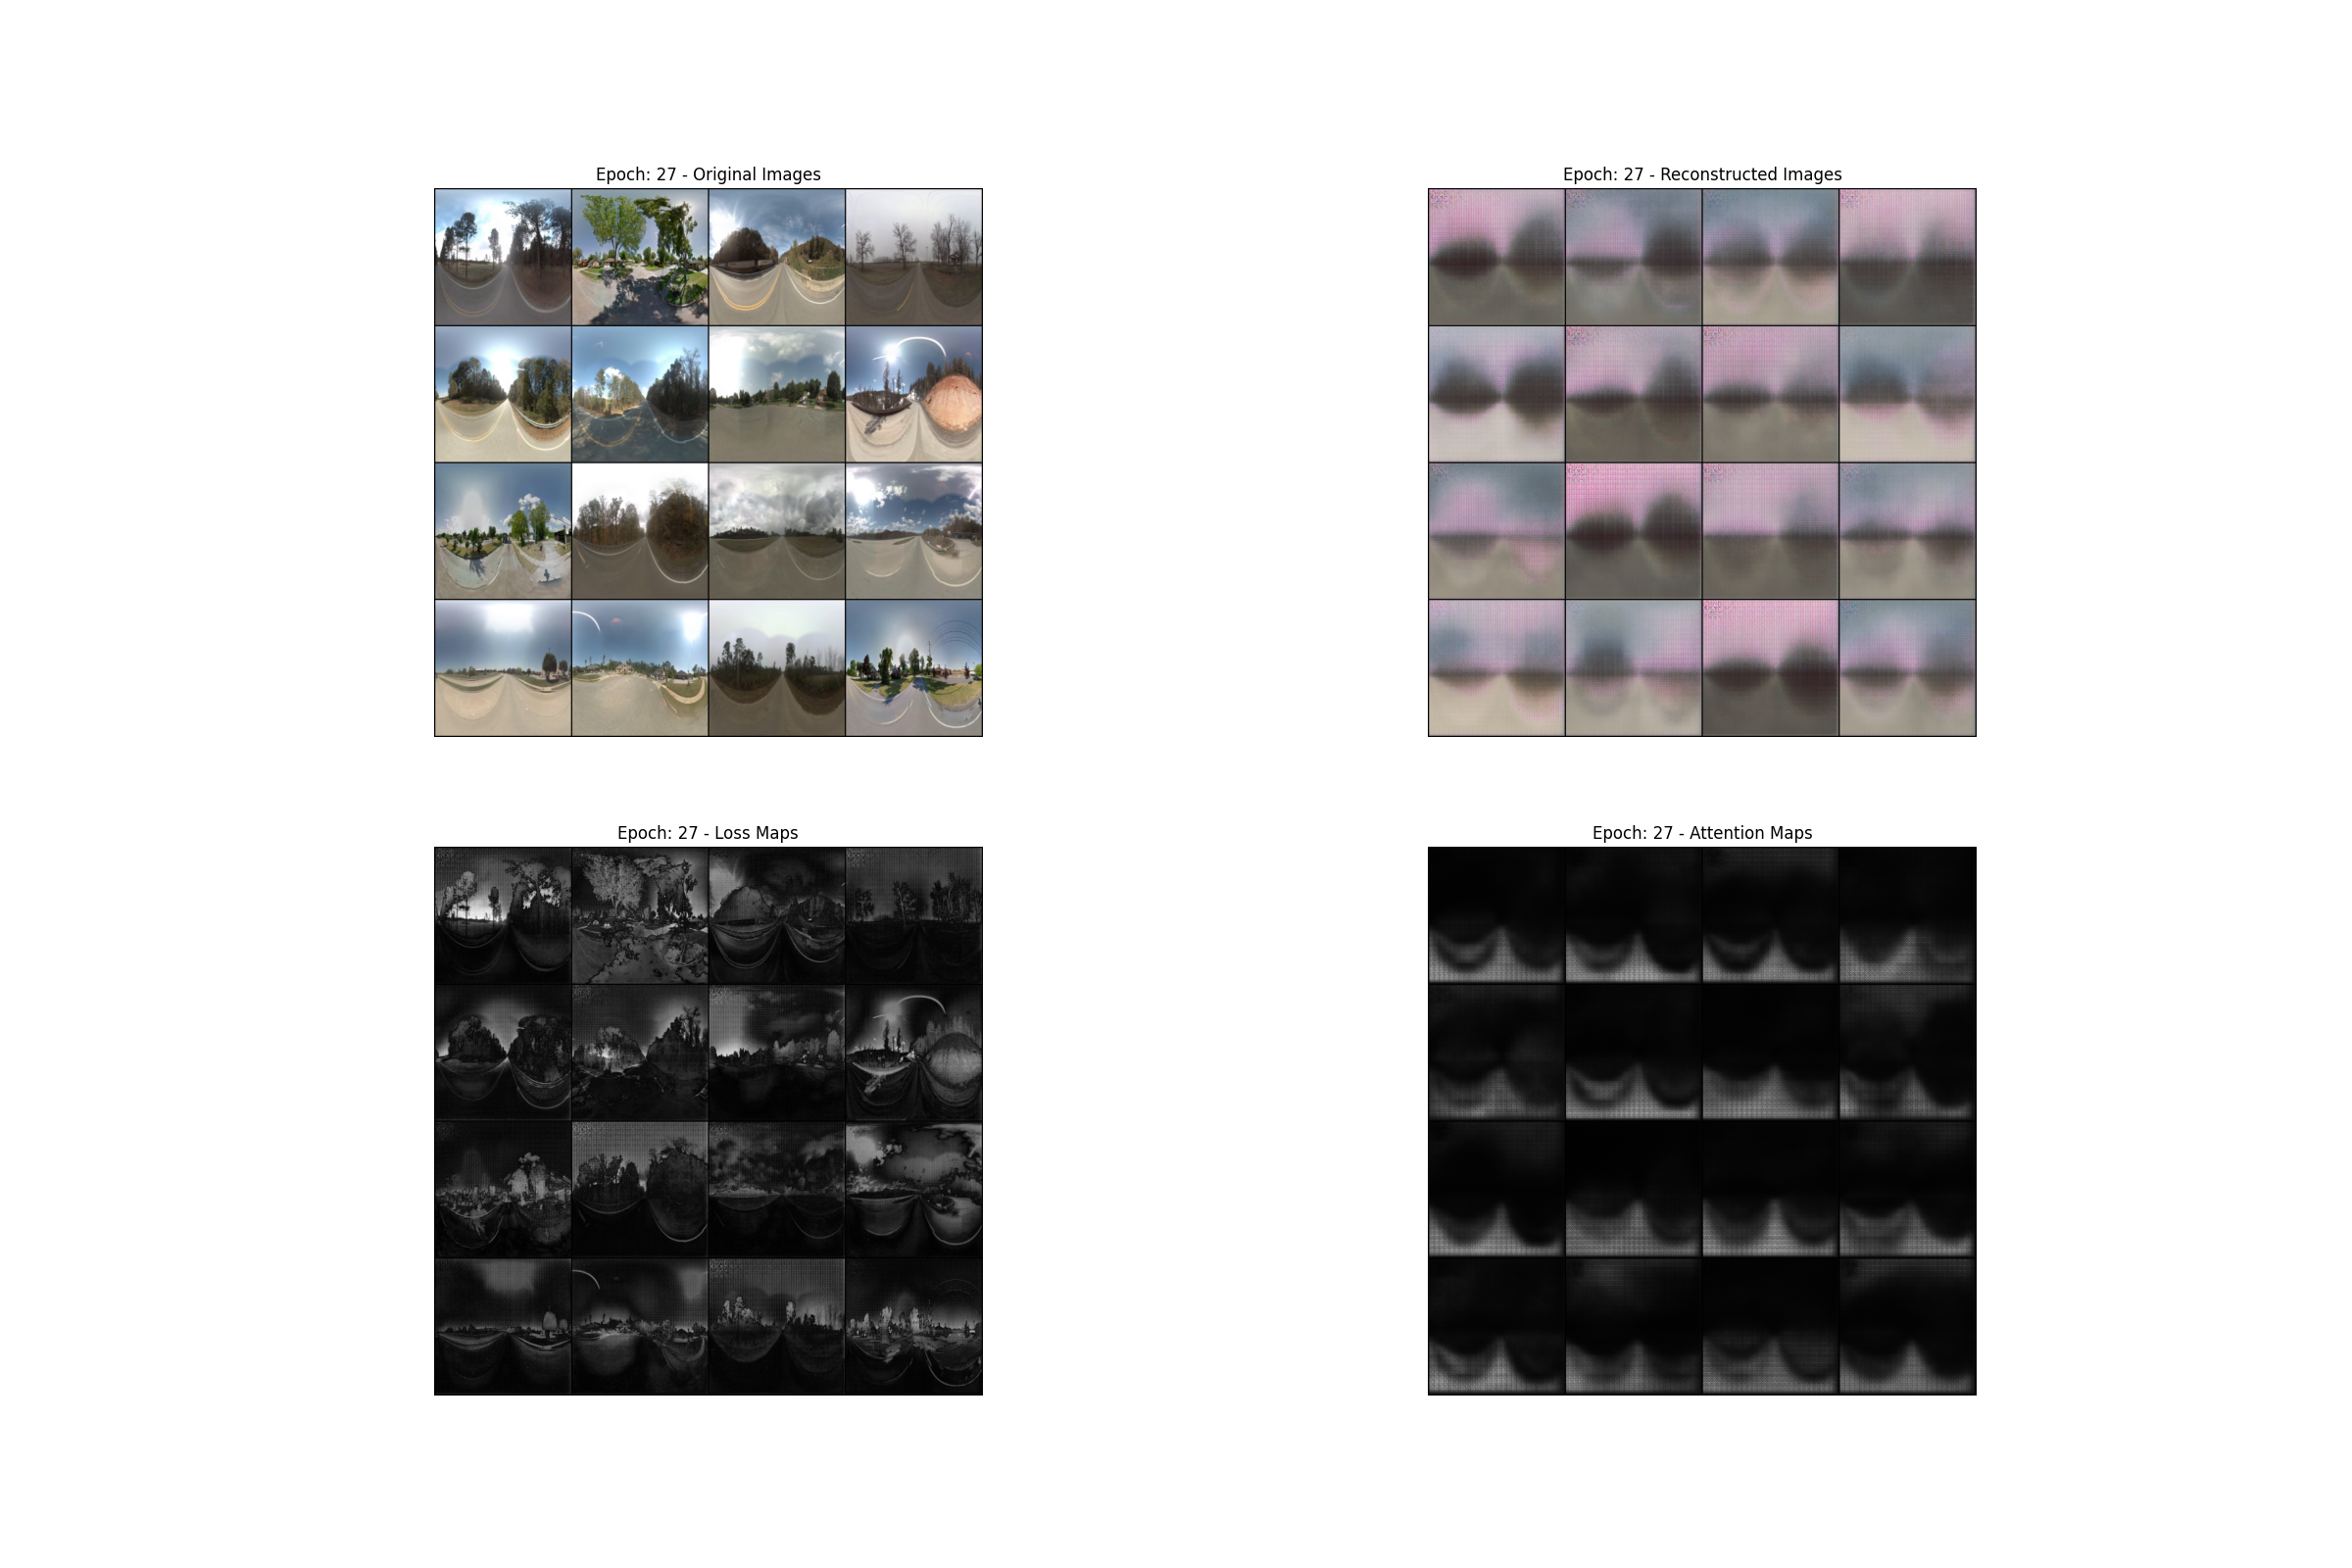 Epoch: 27 - Original Images
Epoch: 27 - Reconstructed Images
Epoch: 27 - Loss Maps
Epoch: 27 - Attention Maps